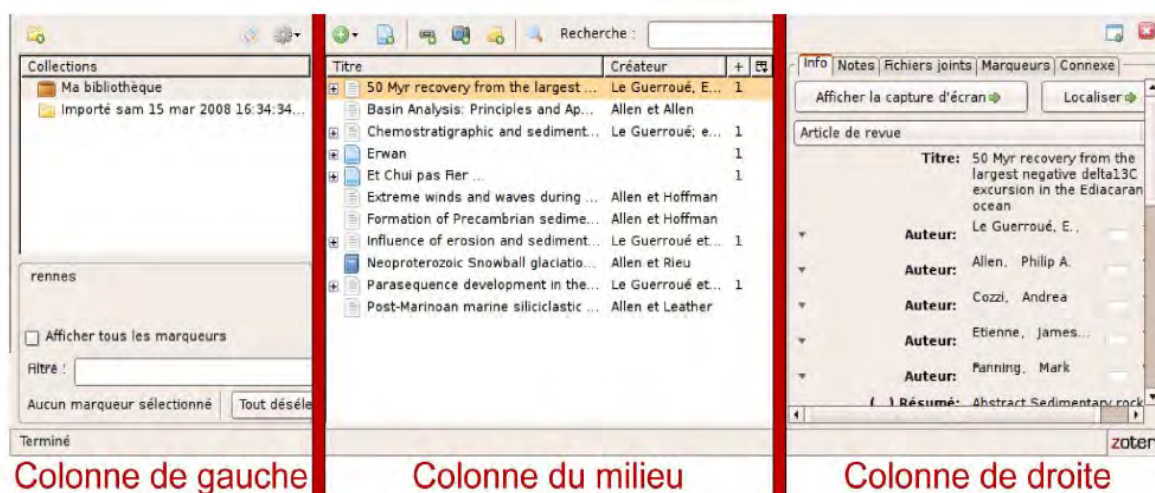 Collections
Ma bibliothèque
Importé sam 15 mar 2008 16:34:34...
rennes
Afficher tous les marqueurs
Filtre :
Aucun marqueur sélectionné Tout déséle
Terminé
Colonne de gauche
Recherche :
Titre Créateur +
50 Myr recovery from the largest ... Le Guerroué, E... 1
Basin Analysis: Principles and Ap... Allen et Allen
Chemostratigraphic and sediment... Le Guerroué; e... 1
Erwan 1
Et Chui pas Fier ... 1
Extreme winds and waves during ... Allen et Hoffman
Formation of Precambrian sedime... Allen et Hoffman
Influence of erosion and sediment... Le Guerroué et... 1
Neoproterozoic Snowball glaciatio... Allen et Rieu
Parasequence development in the... Le Guerroué et... 1
Post-Marinoan marine siliciclastic ... Allen et Leather
Colonne du milieu
Info Notes Fichiers joints Marqueurs Connexe
Afficher la capture d'écran Localiser
Article de revue
Titre: 50 Myr recovery from the
largest negative delta13C
excursion in the Ediacaran
ocean
Auteur: Le Guerroué, E.,
Auteur: Allen, Philip A.
Auteur: Cozzi, Andrea
Auteur: Etienne, James...
Auteur: Fanning, Mark
(...) Résumé: Abstract Sedimentary rock
zoter
Colonne de droite